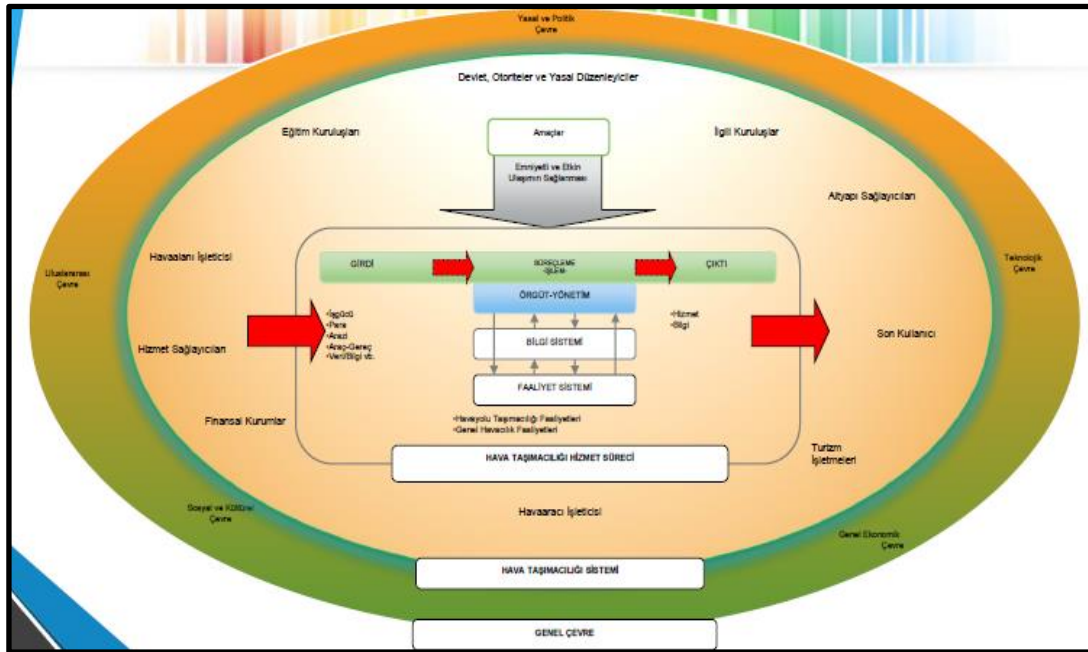 Yasal ve Politik
Çevre
Devlet, Otoriteler ve Yasal Düzenleyiciler
Eğitim Kuruluşları
Amaçlar
İlgili Kuruluşlar
Emniyetli ve Etkin
Ulaşımın Sağlanması
Altyapı Sağlayıcıları
Havaalanı İşleticisi
GİRDİ
SÜREÇLEME
-İŞLEM-
ÇIKTI
Uluslararası
Çevre
Teknolojik
Çevre
ÖRGÜT-YÖNETİM
•İşgücü
•Para
•Arazi
•Araç-Gereç
•Veri/Bilgi vb.
•Hizmet
•Bilgi
BİLGİ SİSTEMİ
Hizmet Sağlayıcıları
Son Kullanıcı
FAALİYET SİSTEMİ
•Havayolu Taşımacılığı Faaliyetleri
•Genel Havacılık Faaliyetleri
Finansal Kurumlar
Turizm
İşletmeleri
HAVA TAŞIMACILIĞI HİZMET SÜRECİ
Sosyal ve Kültürel
Çevre
Havaaracı İşleticisi
Genel Ekonomik
Çevre
HAVA TAŞIMACILIĞI SİSTEMİ
GENEL ÇEVRE